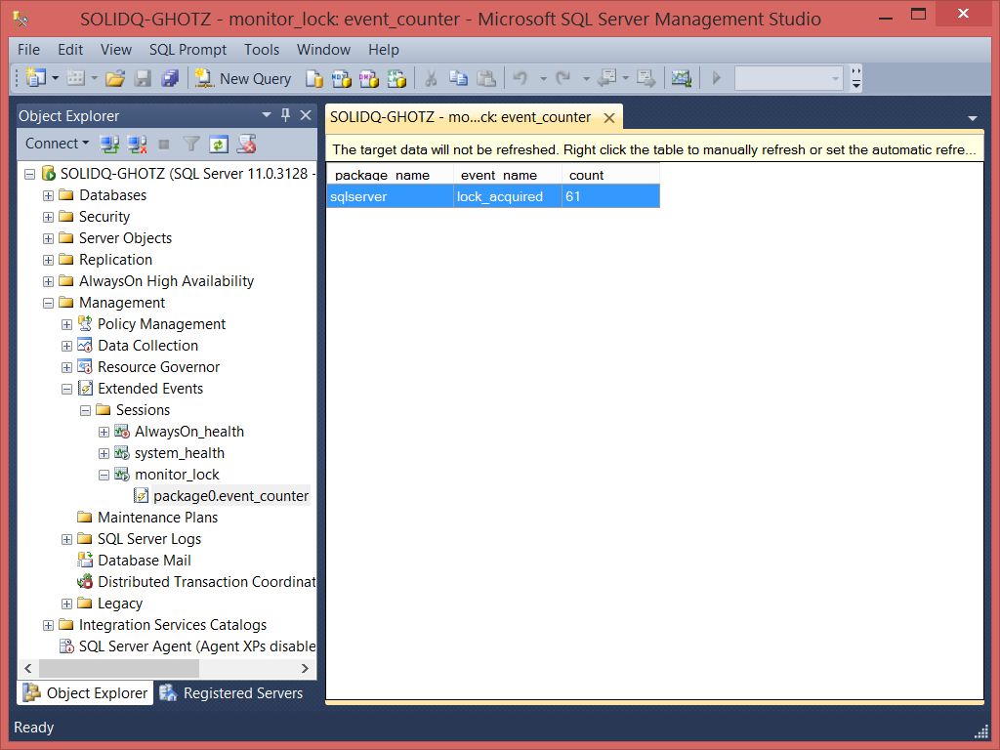 SOLIDQ-GHOTZ - monitor_lock: event_counter - Microsoft SQL Server Management Studio
File Edit View SQL Prompt Tools Window Help
New Query
Object Explorer
Connect
SOLIDQ-GHOTZ (SQL Server 11.0.3128 -
Databases
Security
Server Objects
Replication
AlwaysOn High Availability
Management
Policy Management
Data Collection
Resource Governor
Extended Events
Sessions
AlwaysOn_health
system_health
monitor_lock
package0.event_counter
Maintenance Plans
SQL Server Logs
Database Mail
Distributed Transaction Coordinat
Legacy
Integration Services Catalogs
SQL Server Agent (Agent XPs disable
Object Explorer Registered Servers
SOLIDQ-GHOTZ - mo...ck: event_counter
The target data will not be refreshed. Right click the table to manually refresh or set the automatic refre...
package_name event_name count
sqlserver lock_acquired 61
Ready